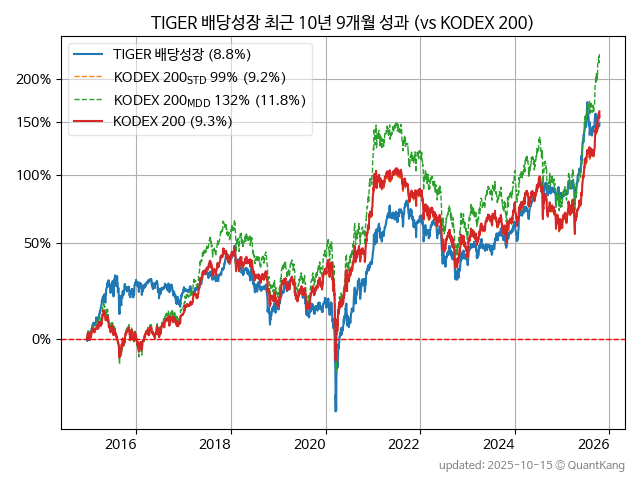 TIGER 배당성장 최근 10년 9개월 성과 (vs KODEX 200)
TIGER 배당성장 (8.8%)
KODEX 200STD 99% (9.2%)
KODEX 200MDD 132% (11.8%)
KODEX 200 (9.3%)
200%
150%
100%
50%
0%
2016 2018 2020 2022 2024 2026
updated: 2025-10-15 © QuantKang